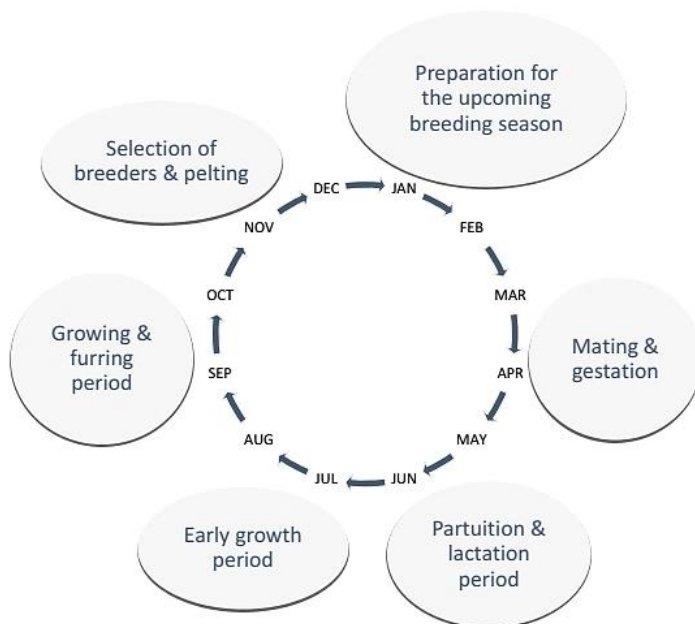 Preparation for
the upcoming
breeding season
Selection of
breeders & pelting
DEC
JAN
NOV
FEB
OCT
MAR
Growing &
furring
period
Mating &
gestation
SEP
APR
AUG
MAY
JUL
JUN
Early growth
period
Partuition &
lactation
period